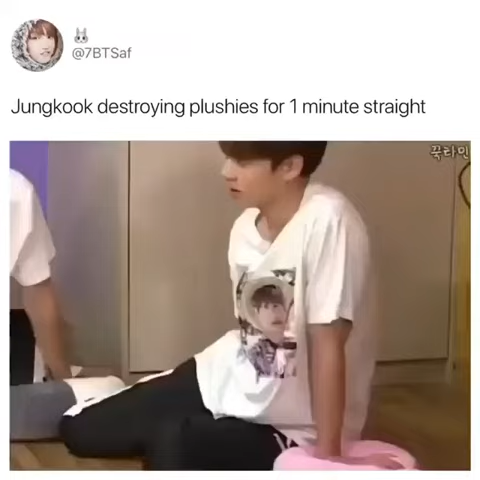 @7BTSaf
Jungkook destroying plushies for 1 minute straight
꾹라민